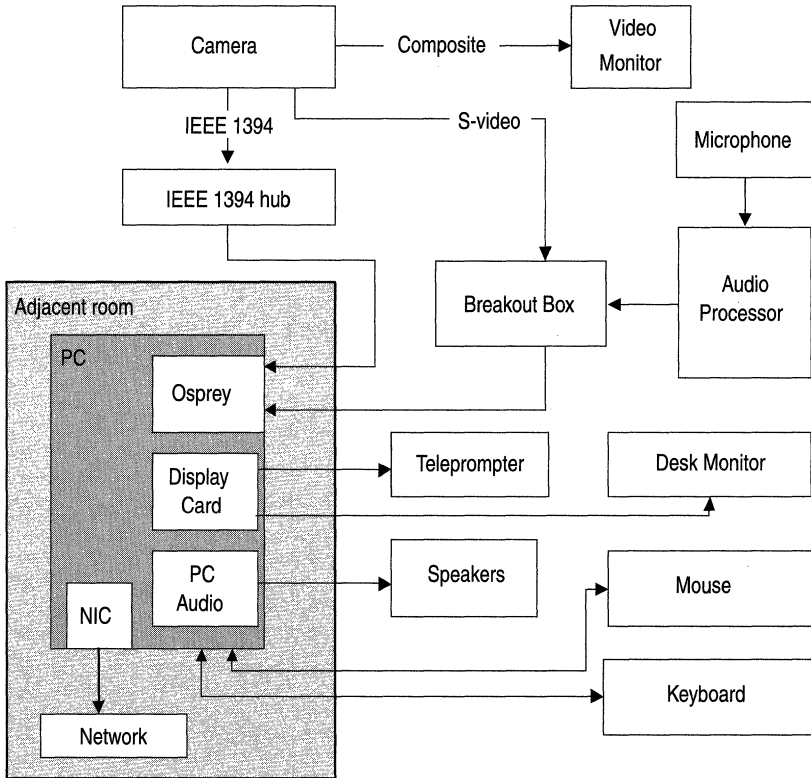 Camera
Composite
Video
Monitor
IEEE 1394
S-video
Microphone
IEEE 1394 hub
Breakout Box
Audio
Processor
Adjacent room
PC
Osprey
Teleprompter
Desk Monitor
Display
Card
PC
Audio
Speakers
Mouse
NIC
Keyboard
Network